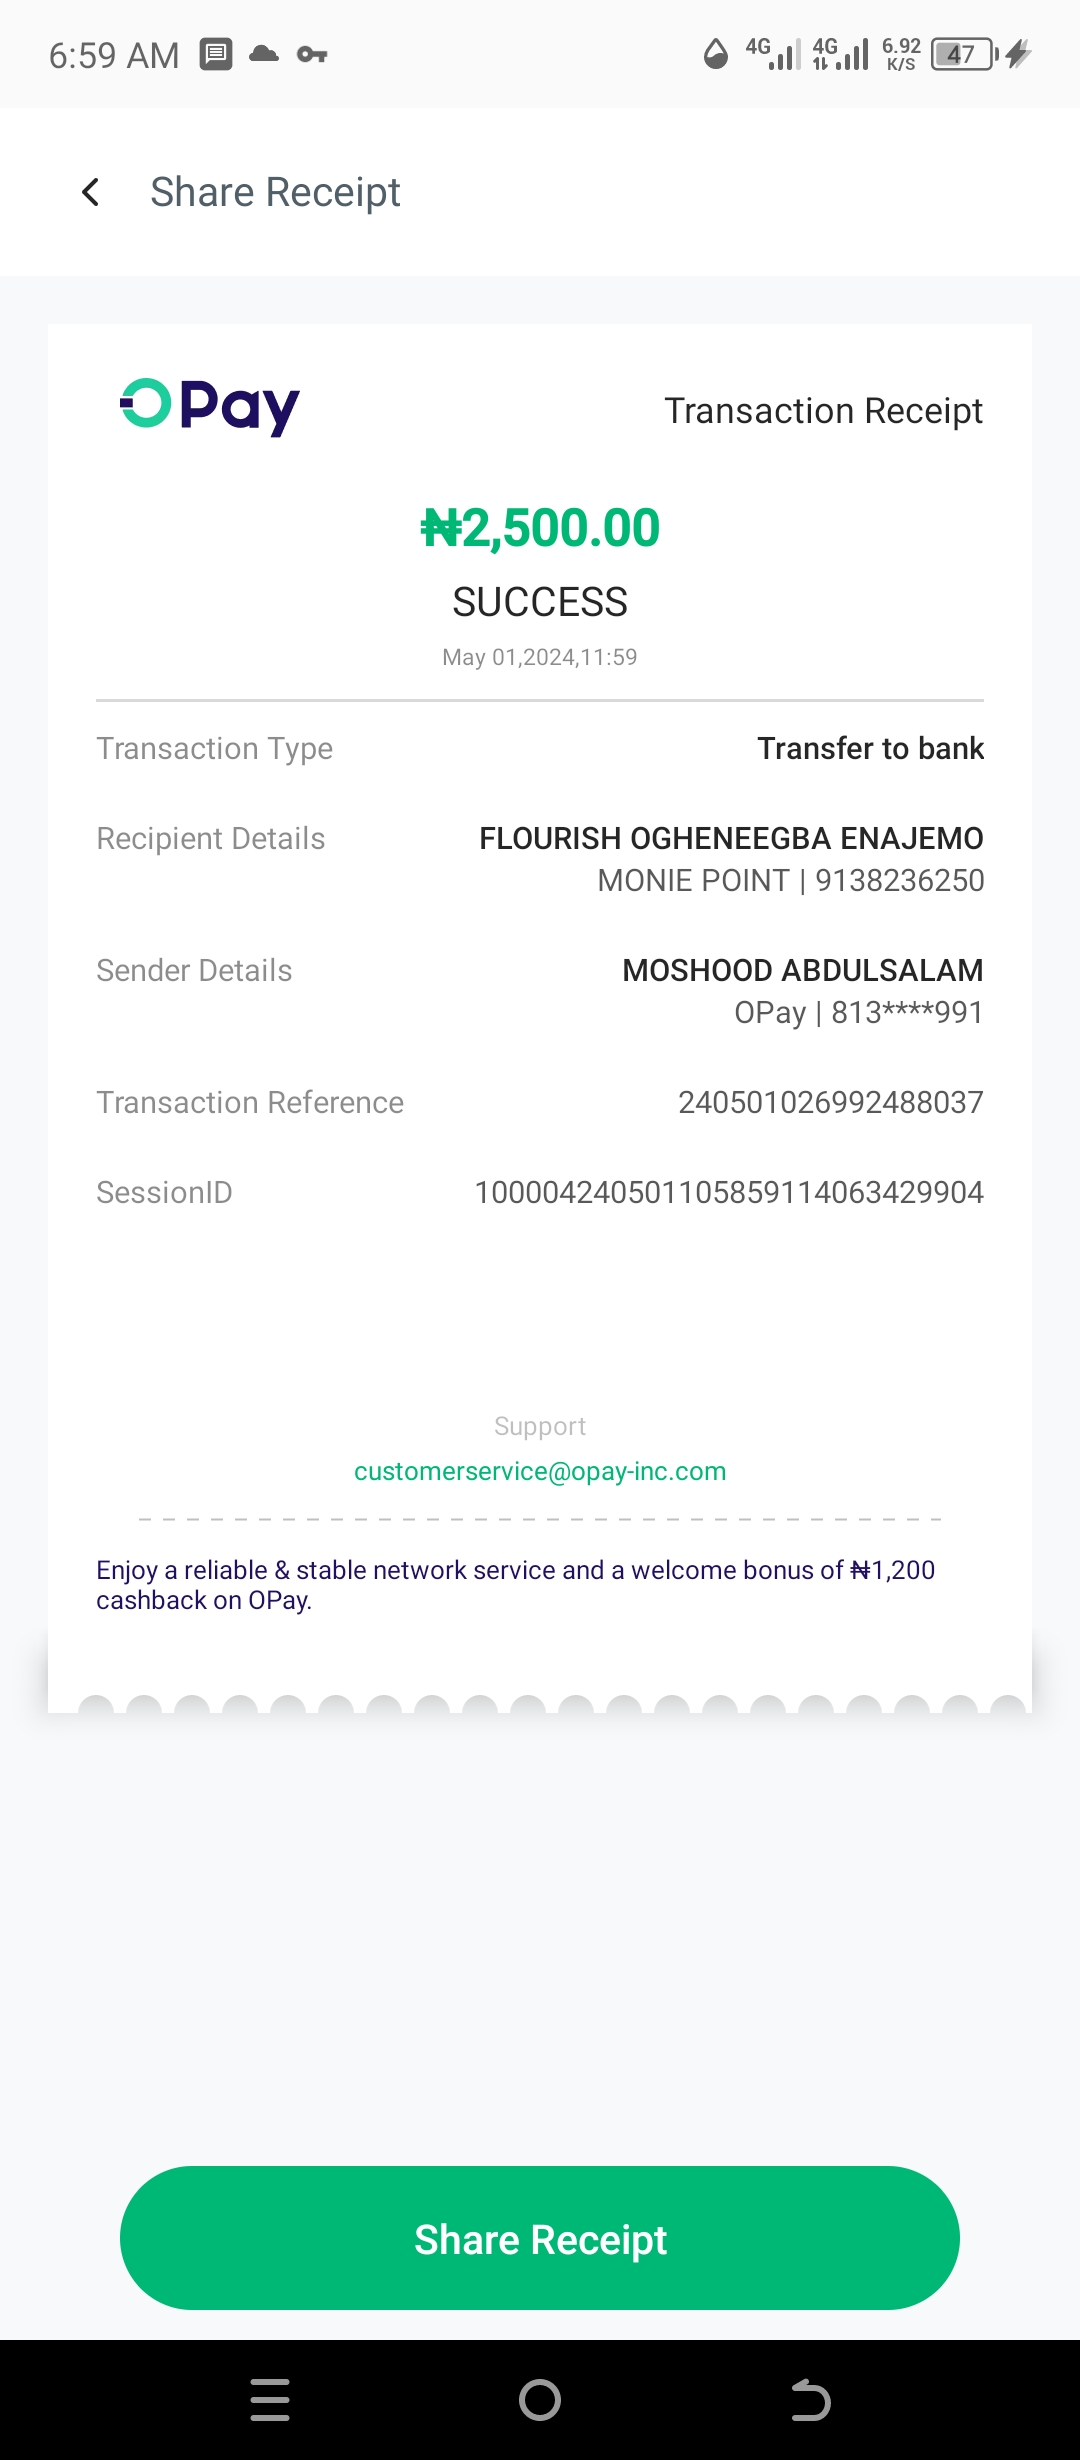 6:59 AM 4G 4G 6.92 K/S 47
Share Receipt
OPay
Transaction Receipt
₦2,500.00
SUCCESS
May 01,2024,11:59
Transaction Type Transfer to bank
Recipient Details FLOURISH OGHENEEGBA ENAJEMO
MONIE POINT | 9138236250
Sender Details MOSHOOD ABDULSALAM
OPay | 813****991
Transaction Reference 240501026992488037
SessionID 100004240501105859114063429904
Support
customerservice@opay-inc.com
Enjoy a reliable & stable network service and a welcome bonus of ₦1,200
cashback on OPay.
Share Receipt